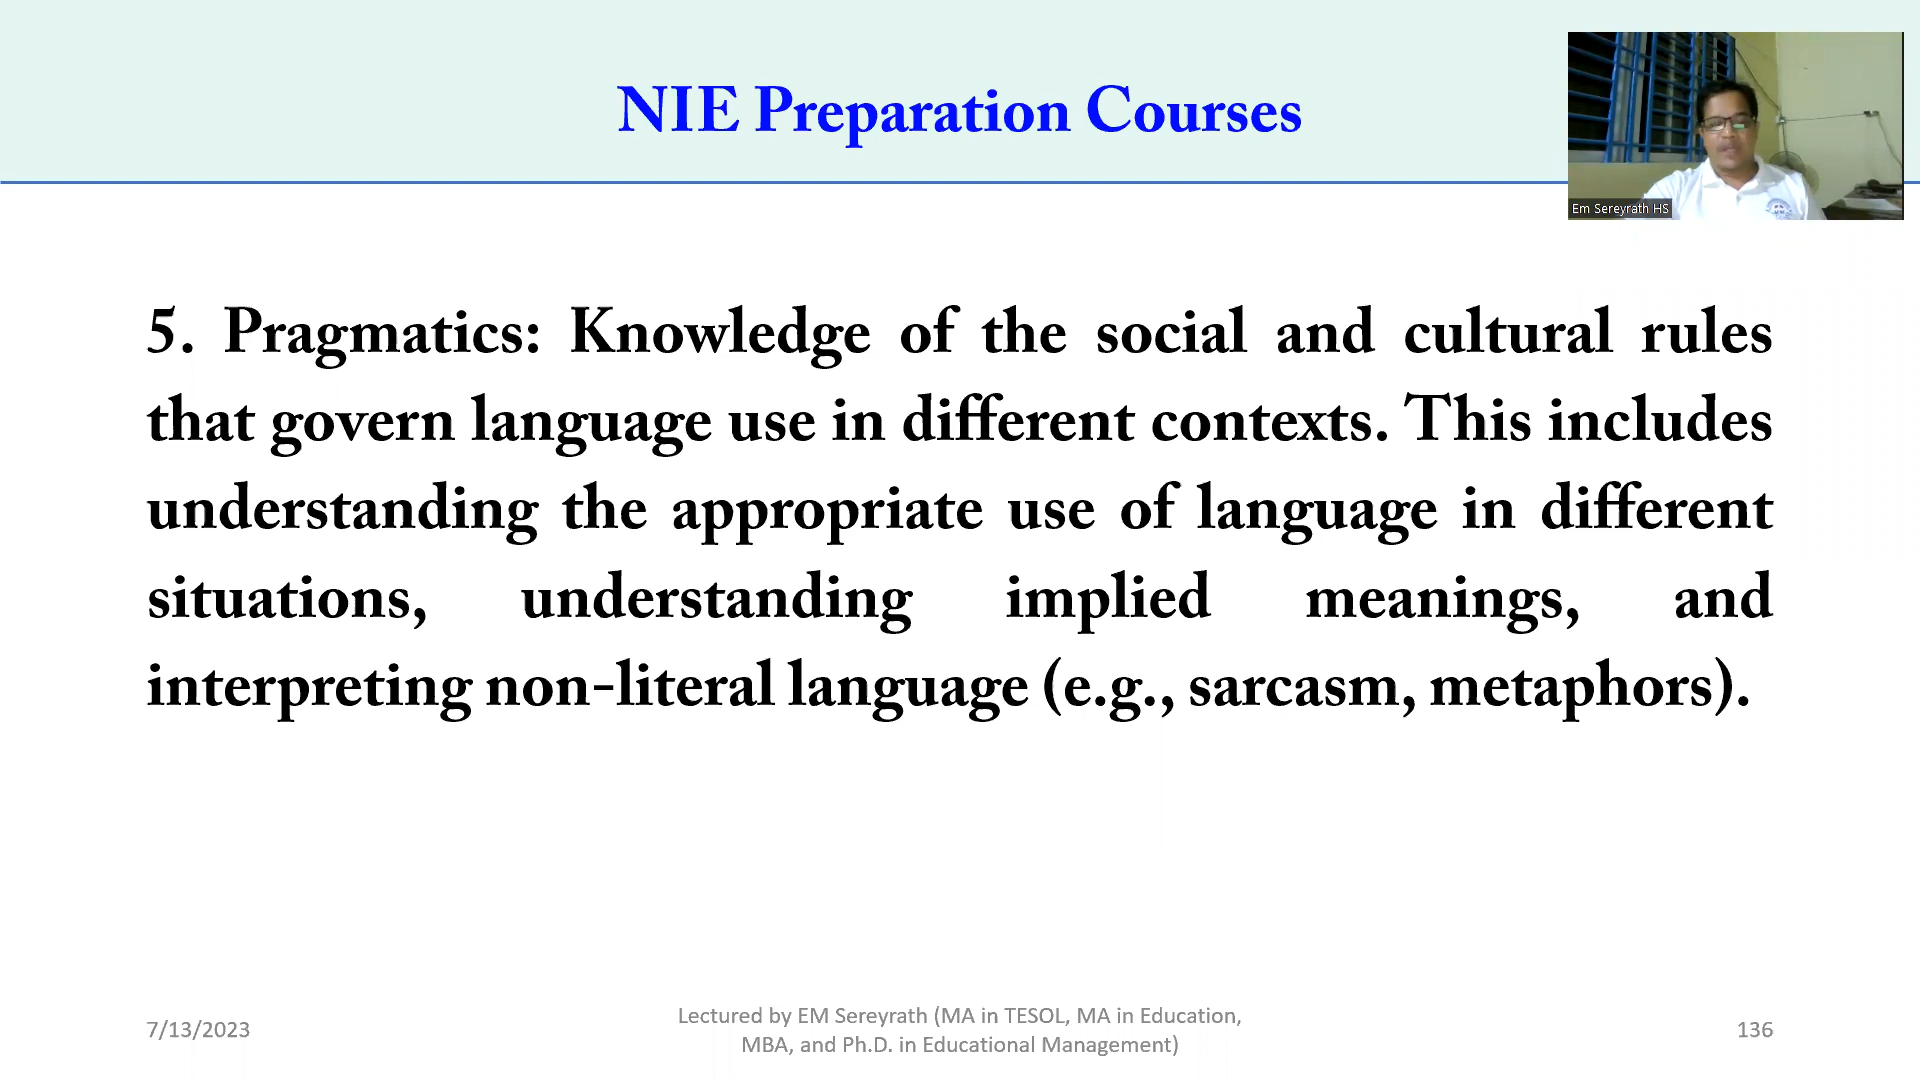 NIE Preparation Courses
Em Sereyrath HS
5. Pragmatics: Knowledge of the social and cultural rules
that govern language use in different contexts. This includes
understanding the appropriate use of language in different
situations, understanding implied meanings, and
interpreting non-literal language (e.g., sarcasm, metaphors).
7/13/2023
Lectured by EM Sereyrath (MA in TESOL, MA in Education,
MBA, and Ph.D. in Educational Management)
136